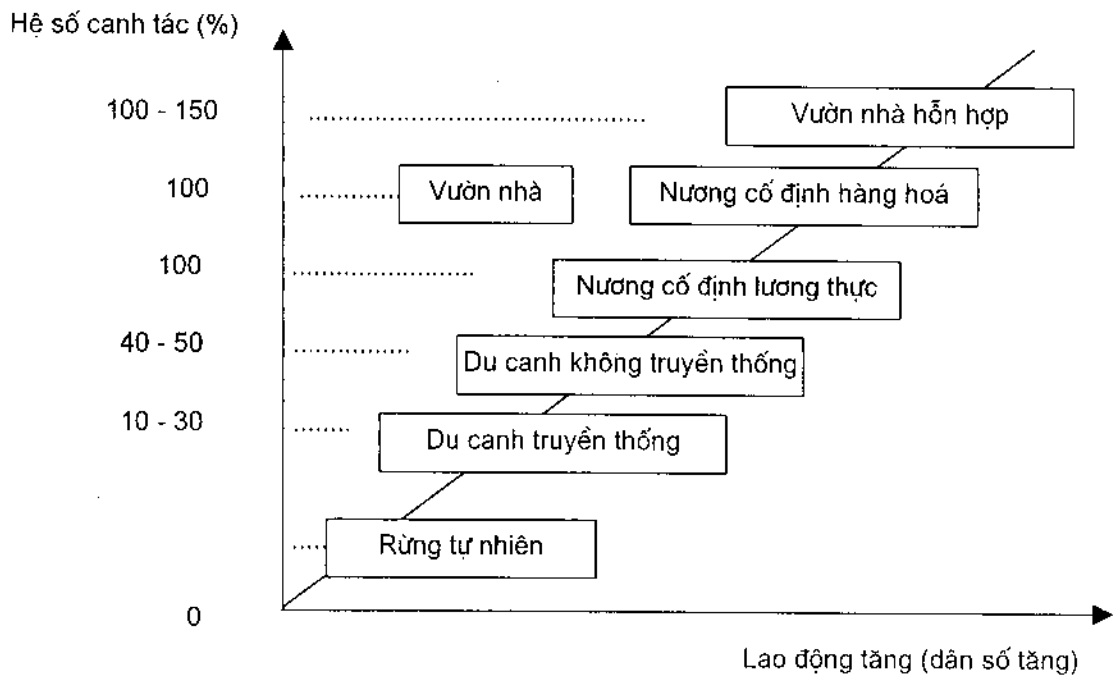 Hệ số canh tác (%)
100 - 150
Vườn nhà hỗn hợp
100
Vườn nhà
Nương cố định hàng hoá
100
Nương cố định lương thực
40 - 50
Du canh không truyền thống
10 - 30
Du canh truyền thống
Rừng tự nhiên
0
Lao động tăng (dân số tăng)